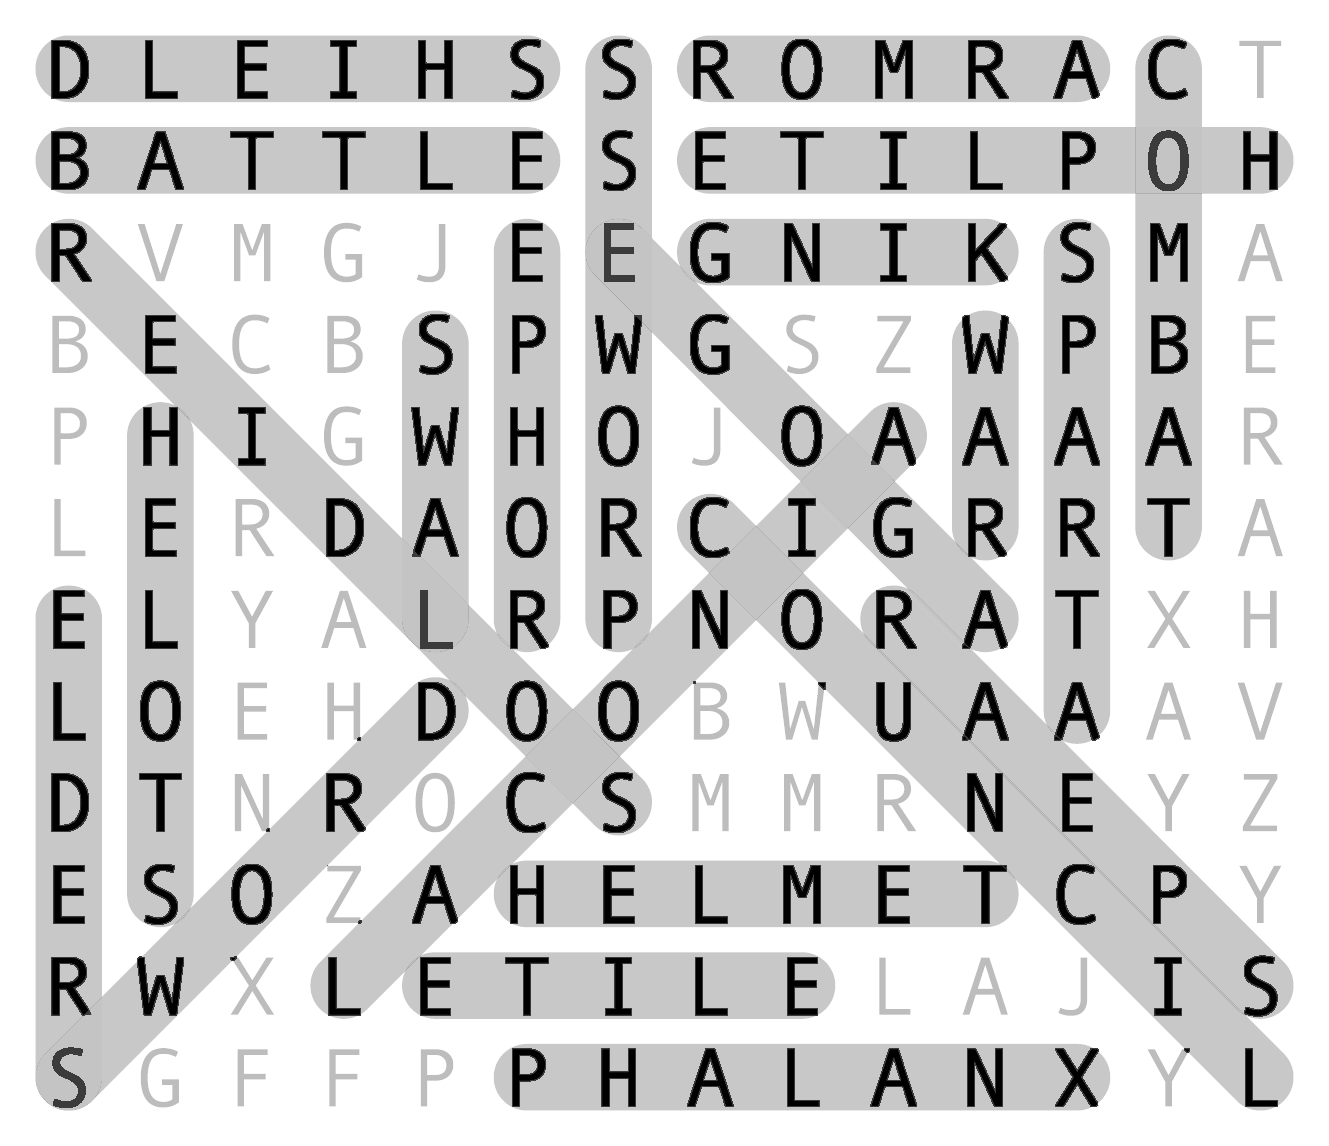 D L E I H S S R O M R A C T
B A T T L E S E T I L P O H
R V M G J E E G N I K S M A
B E C B S P W G S Z W P B E
P H I G W H O J O A A A A R
L E R D A O R C I G R R T A
E L Y A L R P N O R A T X H
L O E H D O O B W U A A A V
D T N R O C S M M R N E Y Z
E S O Z A H E L M E T C P Y
R W X L E T I L E L A J I S
S G F F P P H A L A N X Y L